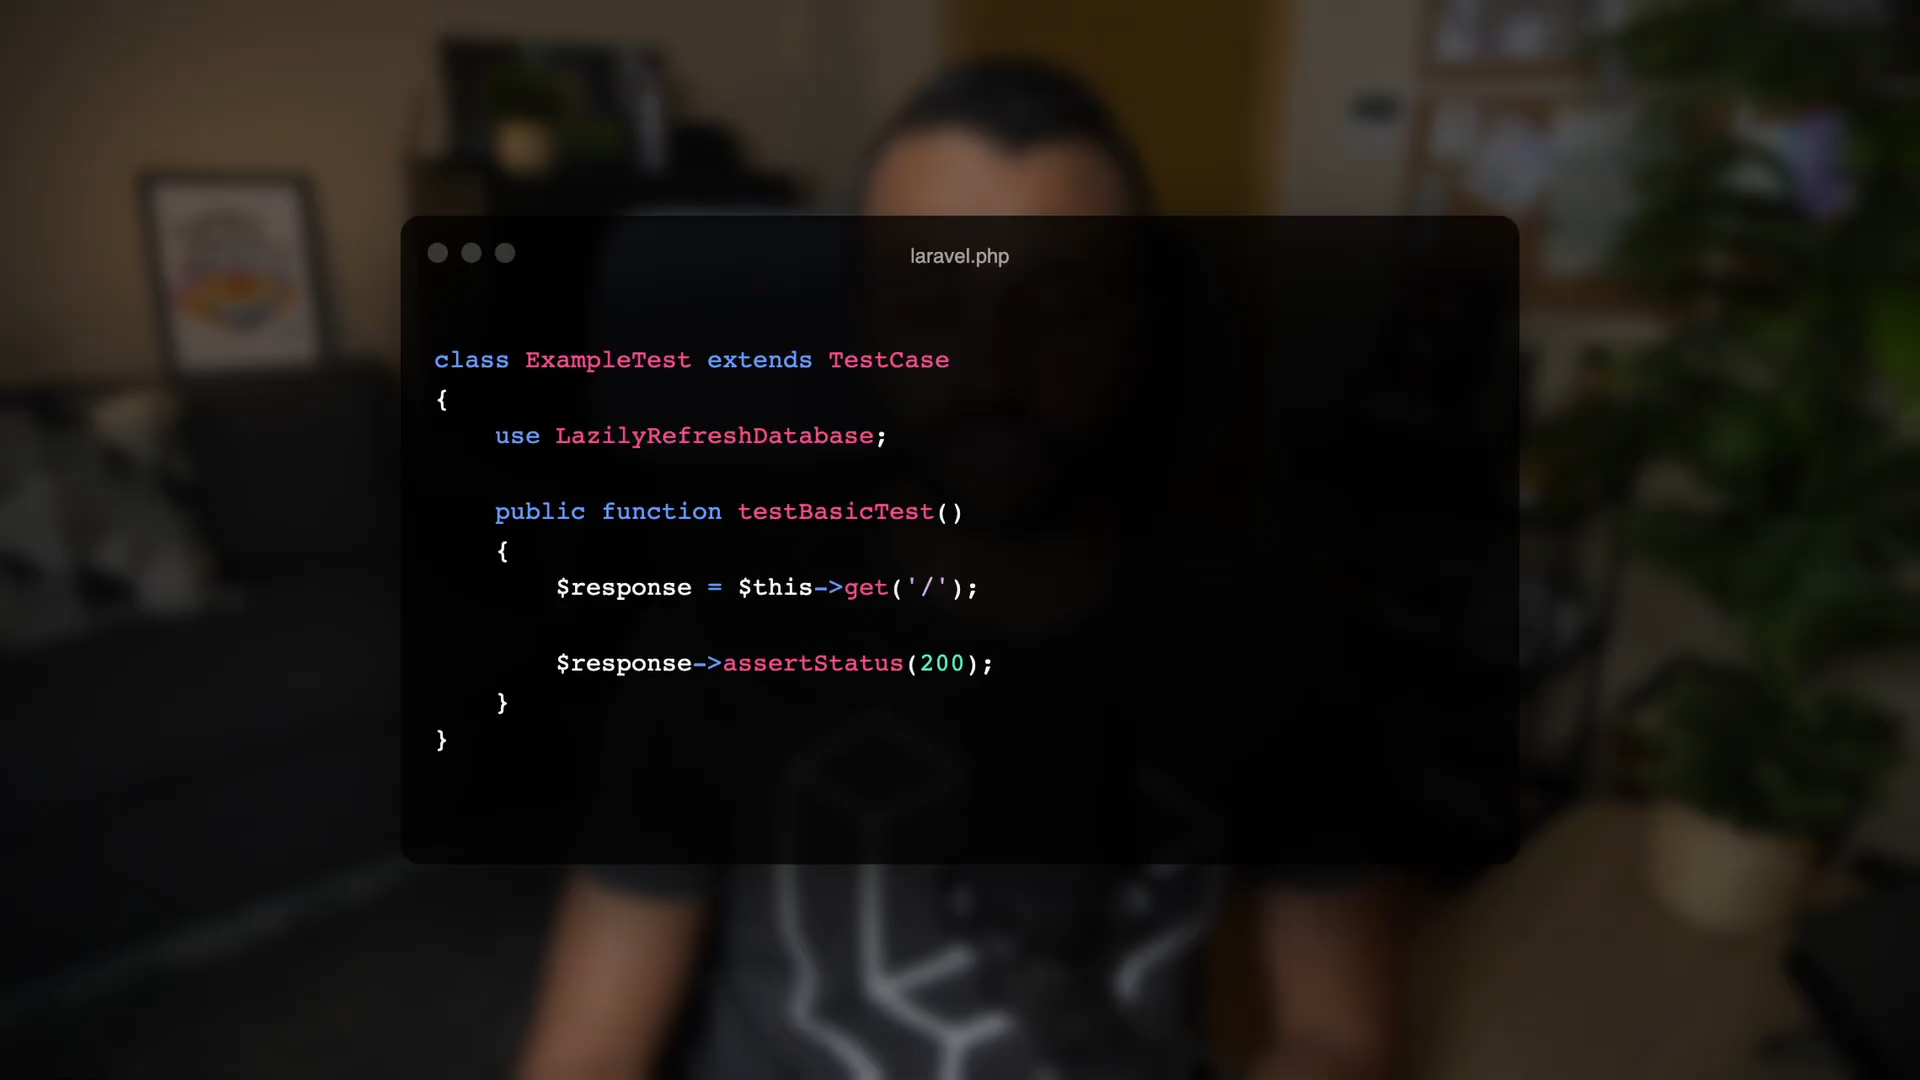 laravel.php
class ExampleTest extends TestCase
{
    use LazilyRefreshDatabase;
    public function testBasicTest()
    {
        $response = $this->get('/');
        $response->assertStatus(200);
    }
}